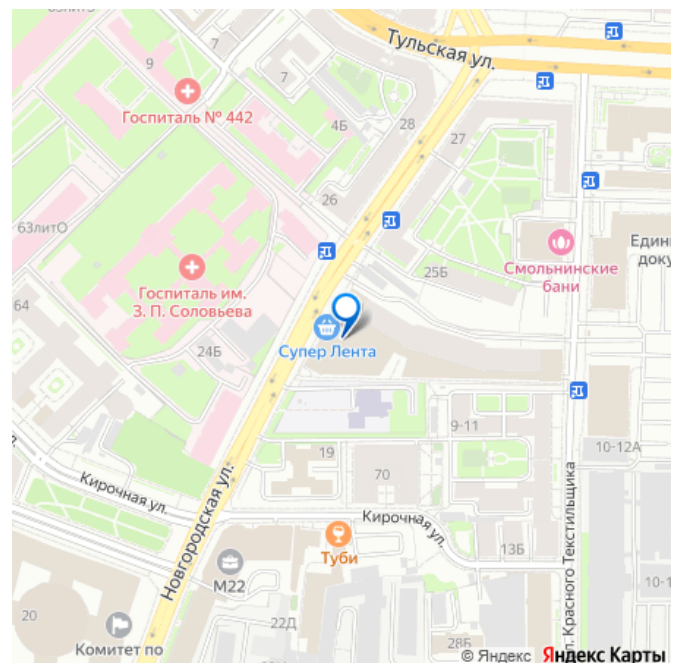 63литО
7
9
7
Госпиталь № 442
4Б
28
Тульская ул.
27
26
63литО
Госпиталь им.
З. П. Соловьева
25Б
Смольнинские
бани
Един
доку
64
24Б
Супер Лента
9-11
10-12А
19
70
Кирочная ул.
Кирочная ул.
Новгородская ул.
Туби
13Б
М22
л. Красного Текстильщика
10-1
20
22Д
Комитет по
28Б
© Яндекс Яндекс Карты